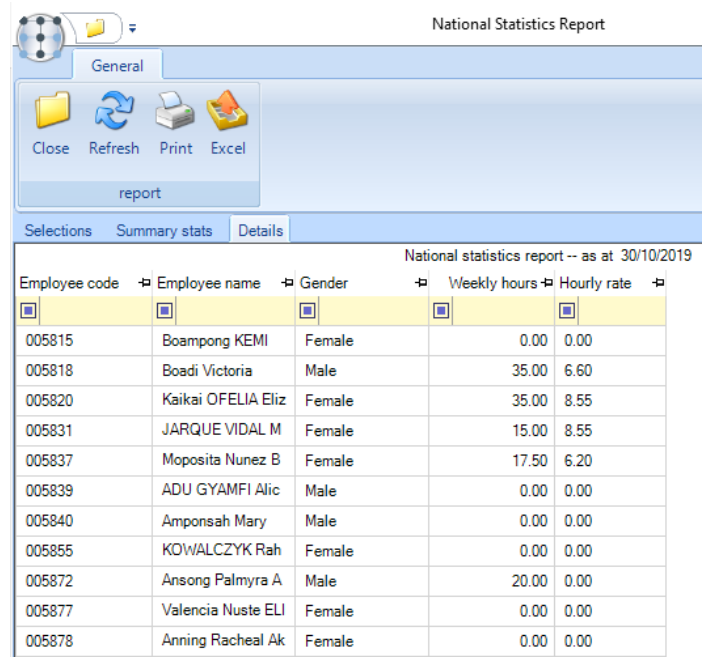 National Statistics Report
General
Close Refresh Print Excel
report
Selections Summary stats Details
National statistics report -- as at 30/10/2019
Employee code Employee name Gender Weekly hours Hourly rate
005815 Boampong KEMI Female 0.00 0.00
005818 Boadi Victoria Male 35.00 6.60
005820 Kaikai OFELIA Eliz Female 35.00 8.55
005831 JARQUE VIDAL M Female 15.00 8.55
005837 Moposita Nunez B Female 17.50 6.20
005839 ADU GYAMFI Alic Male 0.00 0.00
005840 Amponsah Mary Male 0.00 0.00
005855 KOWALCZYK Rah Female 0.00 0.00
005872 Ansong Palmyra A Male 20.00 0.00
005877 Valencia Nuste ELI Female 0.00 0.00
005878 Anning Racheal Ak Female 0.00 0.00